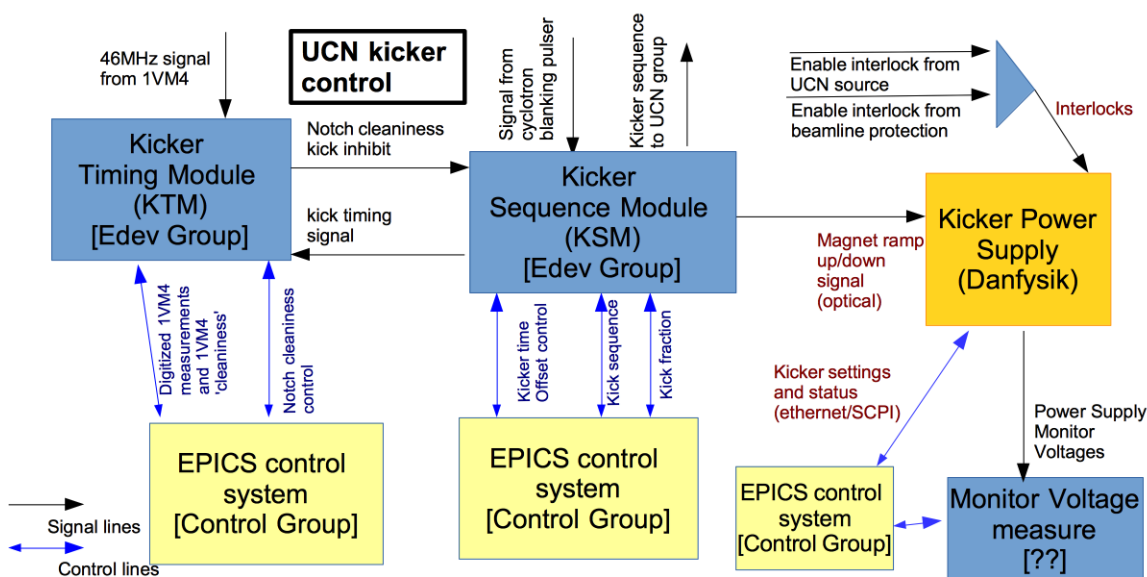 46MHz signal
from 1VM4
UCN kicker
control
Signal from
cyclotron
blanking pulser
Kicker sequence
to UCN group
Enable interlock from
UCN source
Enable interlock from
beamline protection
Interlocks
Kicker
Timing Module
(KTM)
[Edev Group]
Notch cleaniness
kick inhibit
kick timing
signal
Kicker
Sequence Module
(KSM)
[Edev Group]
Magnet ramp
up/down
signal
(optical)
Kicker Power
Supply
(Danfysik)
Digitized 1VM4
measurements
and 1VM4
'cleaness'
Notch cleaniness
control
Kicker time
Offset control
Kick sequence
Kick fraction
Kicker settings
and status
(ethernet/SCPI)
Power Supply
Monitor
Voltages
EPICS control
system
[Control Group]
EPICS control
system
[Control Group]
EPICS control
system
[Control Group]
Monitor Voltage
measure
[??]
Signal lines
Control lines